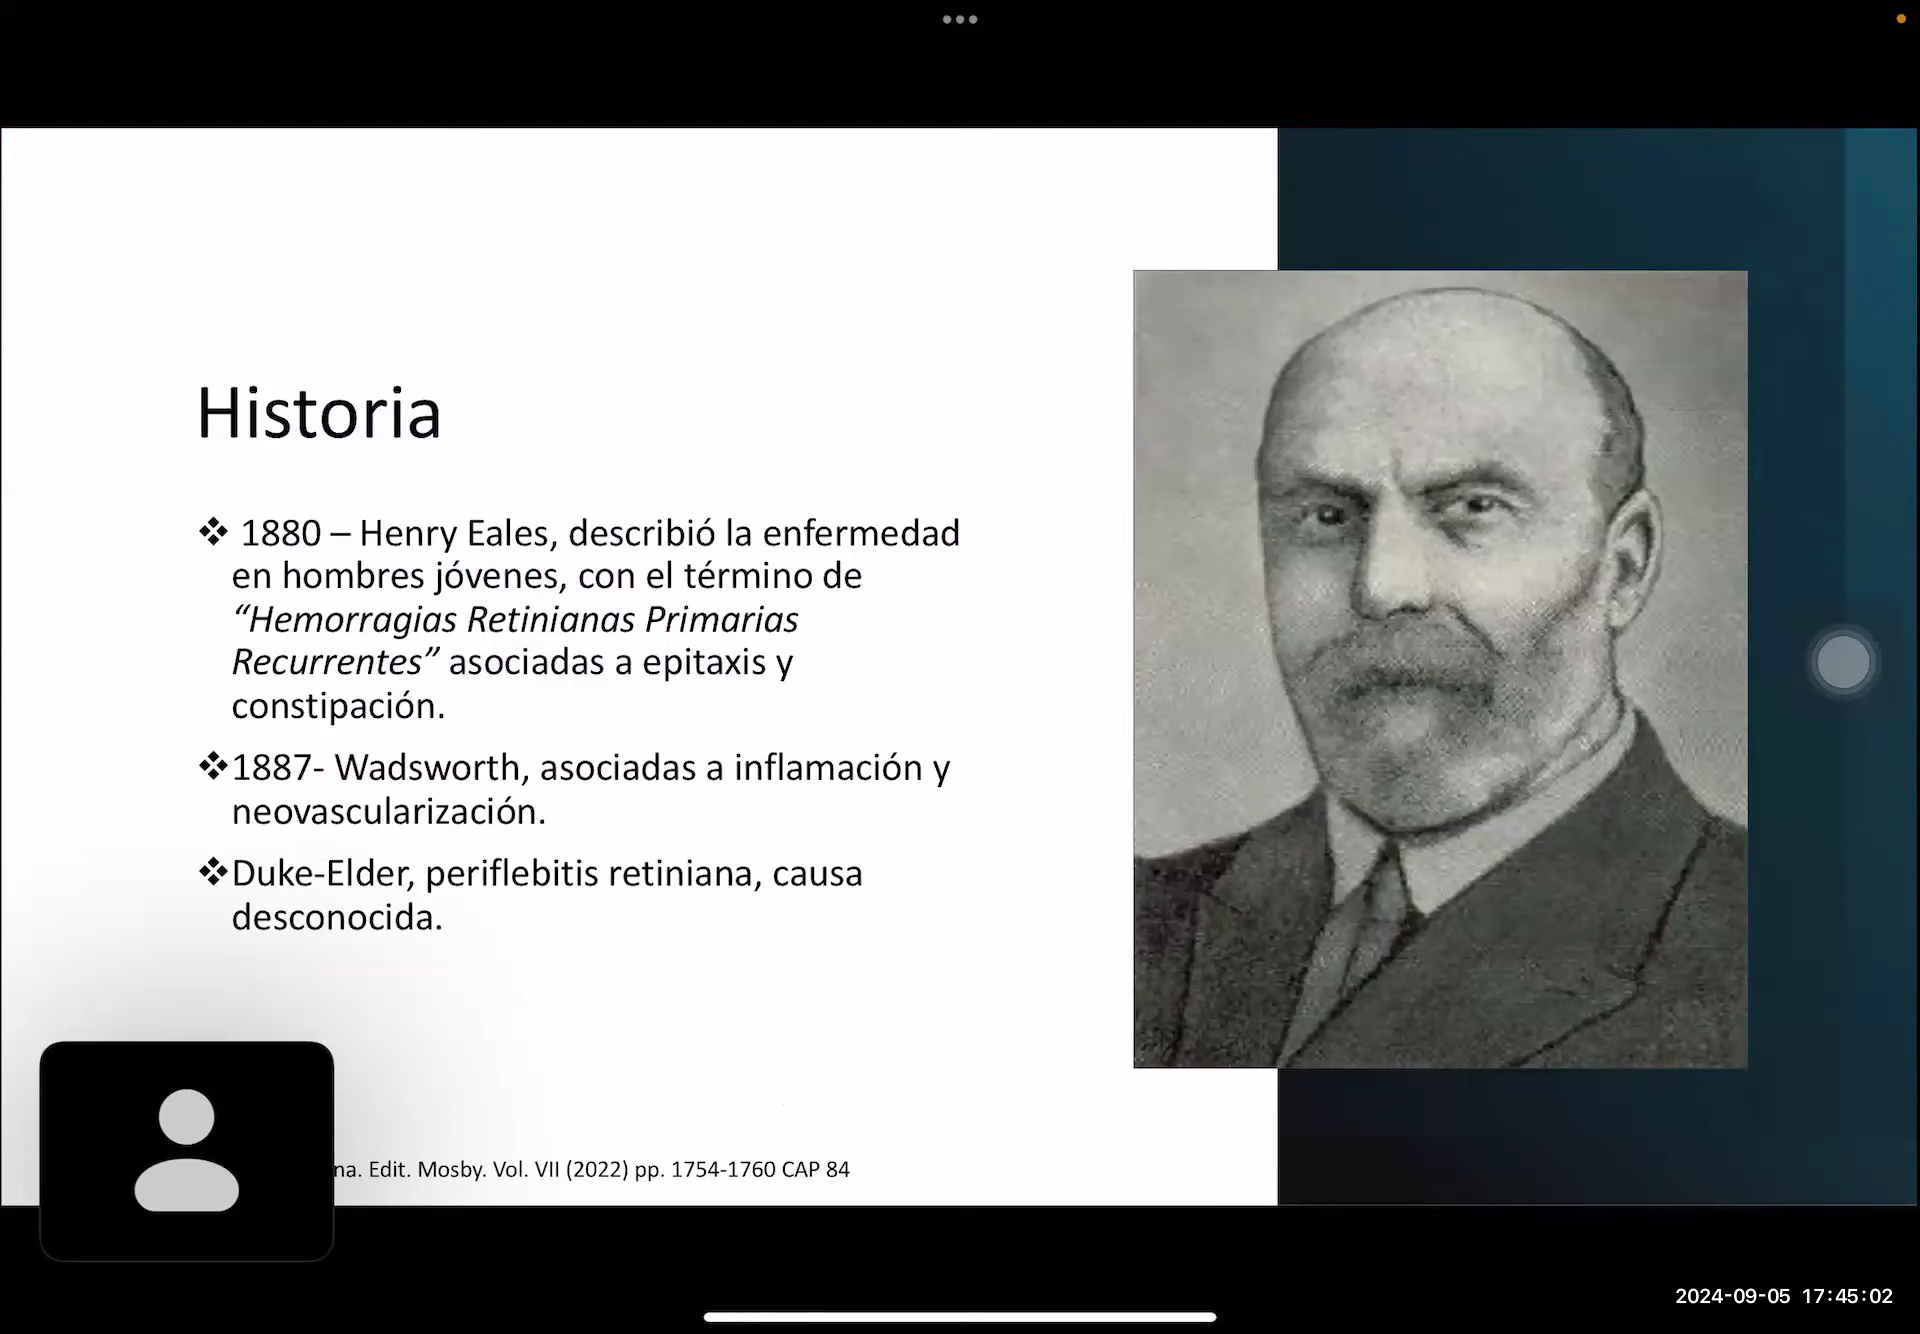 Historia
❖ 1880 – Henry Eales, describió la enfermedad
en hombres jóvenes, con el término de
“Hemorragias Retinianas Primarias
Recurrentes” asociadas a epitaxis y
constipación.
❖1887- Wadsworth, asociadas a inflamación y
neovascularización.
❖Duke-Elder, periflebitis retiniana, causa
desconocida.
Edit. Mosby. Vol. VII (2022) pp. 1754-1760 CAP 84
2024-09-05 17:45:02